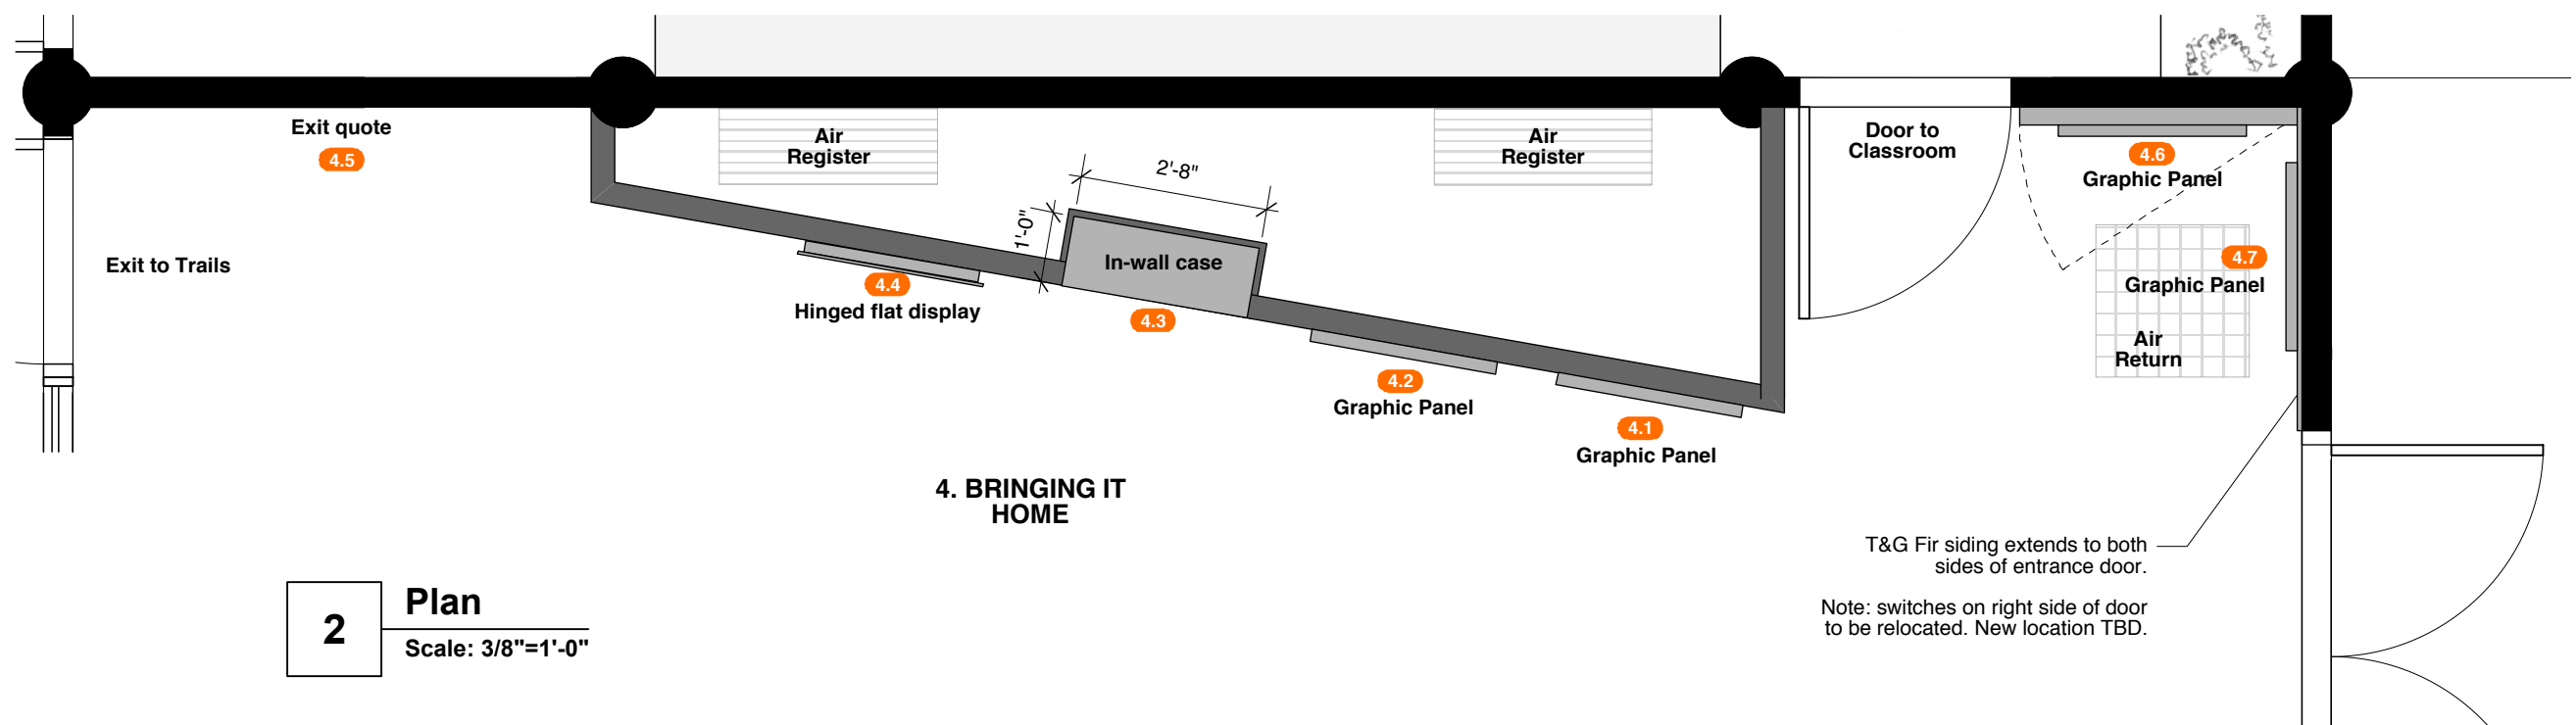 Exit quote
4.5
Exit to Trails
Air
Register
2'-8"
1'-0"
In-wall case
4.4
Hinged flat display
4.3
Air
Register
4.2
Graphic Panel
4.1
Graphic Panel
Door to
Classroom
4.6
Graphic Panel
4.7
Graphic Panel
Air
Return
4. BRINGING IT
HOME
T&G Fir siding extends to both
sides of entrance door.
Note: switches on right side of door
to be relocated. New location TBD.
2
Plan
Scale: 3/8"=1'-0"